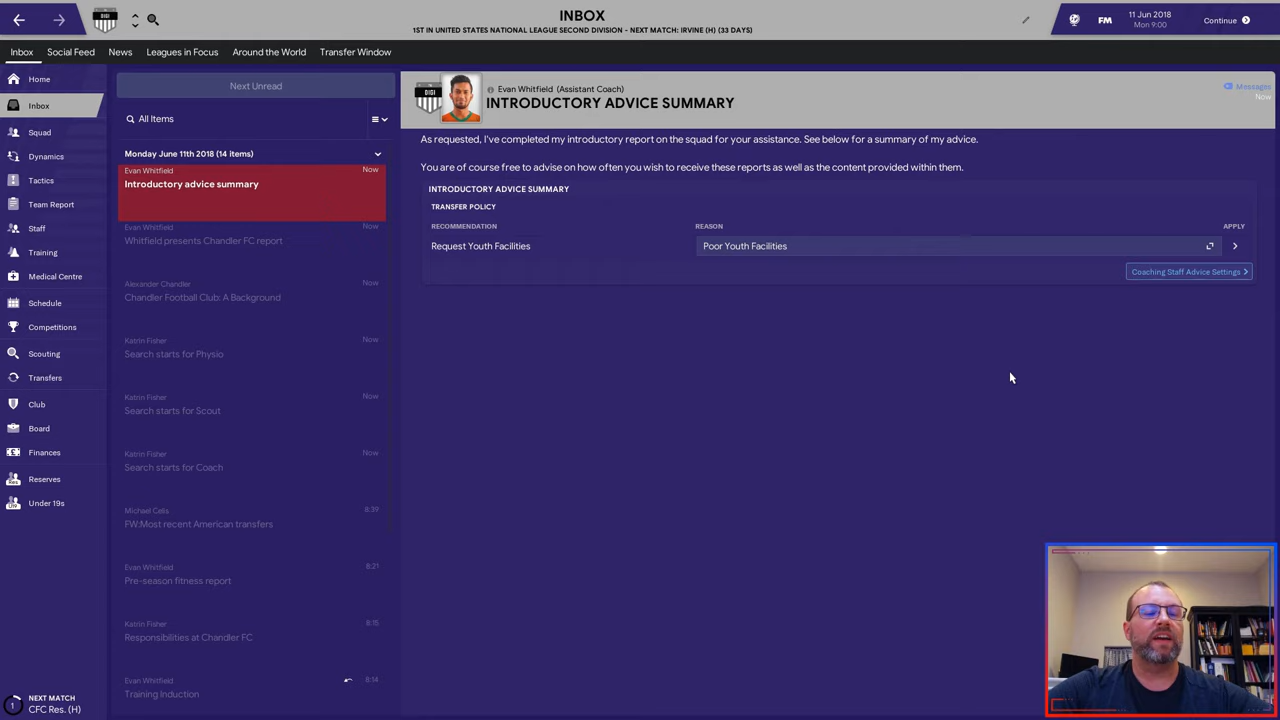 DIGI
INBOX
1ST IN UNITED STATES NATIONAL LEAGUE SECOND DIVISION - NEXT MATCH: IRVINE (H) (33 DAYS)
FM
11 Jun 2018
Mon 9:00
Continue
Inbox
Social Feed
News
Leagues in Focus
Around the World
Transfer Window
Home
Inbox
Squad
Dynamics
Tactics
Team Report
Staff
Training
Medical Centre
Schedule
Competitions
Scouting
Transfers
Club
Board
Finances
Reserves
Under 19s
1
NEXT MATCH
CFC Res. (H)
Next Unread
All Items
Monday June 11th 2018 (14 items)
Evan Whitfield Now
Introductory advice summary
Evan Whitfield Now
Whitfield presents Chandler FC report
Alexander Chandler Now
Chandler Football Club: A Background
Katrin Fisher Now
Search starts for Physio
Katrin Fisher Now
Search starts for Scout
Katrin Fisher Now
Search starts for Coach
Michael Celis 8:39
FW:Most recent American transfers
Evan Whitfield 8:21
Pre-season fitness report
Katrin Fisher 8:15
Responsibilities at Chandler FC
Evan Whitfield 8:14
Training Induction
DIGI
Evan Whitfield (Assistant Coach)
INTRODUCTORY ADVICE SUMMARY
Messages
Now
As requested, I've completed my introductory report on the squad for your assistance. See below for a summary of my advice.
You are of course free to advise on how often you wish to receive these reports as well as the content provided within them.
INTRODUCTORY ADVICE SUMMARY
TRANSFER POLICY
RECOMMENDATION REASON APPLY
Request Youth Facilities Poor Youth Facilities
Coaching Staff Advice Settings